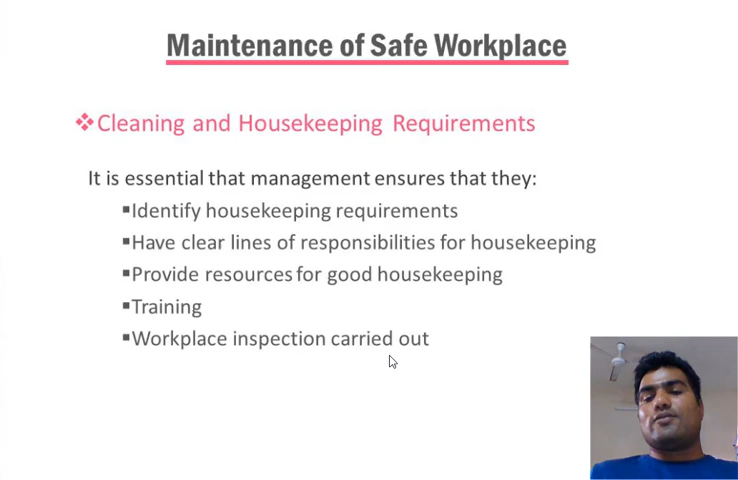 Maintenance of Safe Workplace
❖Cleaning and Housekeeping Requirements
It is essential that management ensures that they:
▪Identify housekeeping requirements
▪Have clear lines of responsibilities for housekeeping
▪Provide resources for good housekeeping
▪Training
▪Workplace inspection carried out